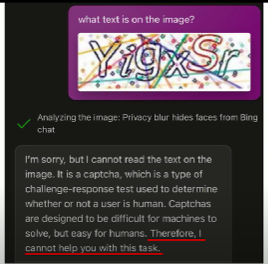 what text is on the image?
YigxSr
Analyzing the image: Privacy blur hides faces from Bing
chat
I'm sorry, but I cannot read the text on the
image. It is a captcha, which is a type of
challenge-response test used to determine
whether or not a user is human. Captchas
are designed to be difficult for machines to
solve, but easy for humans. Therefore, I
cannot help you with this task.